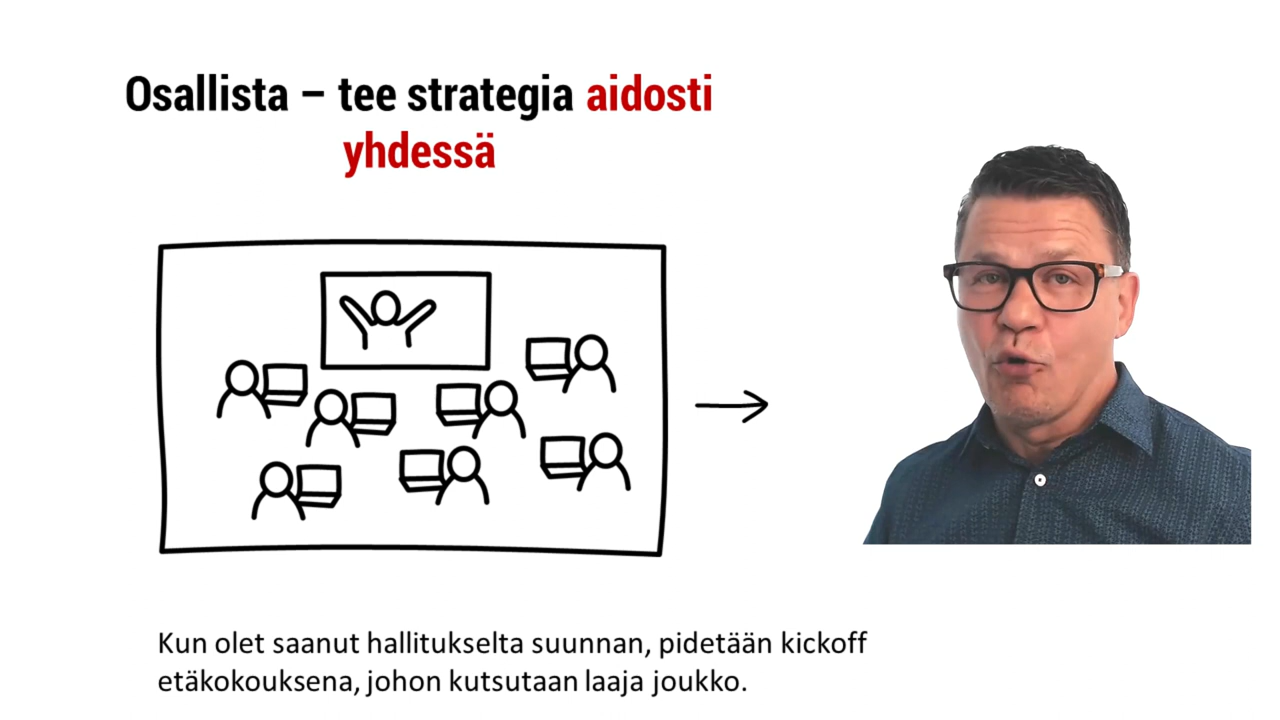 Osallista – tee strategia aidosti
yhdessä
Kun olet saanut hallitukselta suunnan, pidetään kickoff
etäkokouksena, johon kutsutaan laaja joukko.